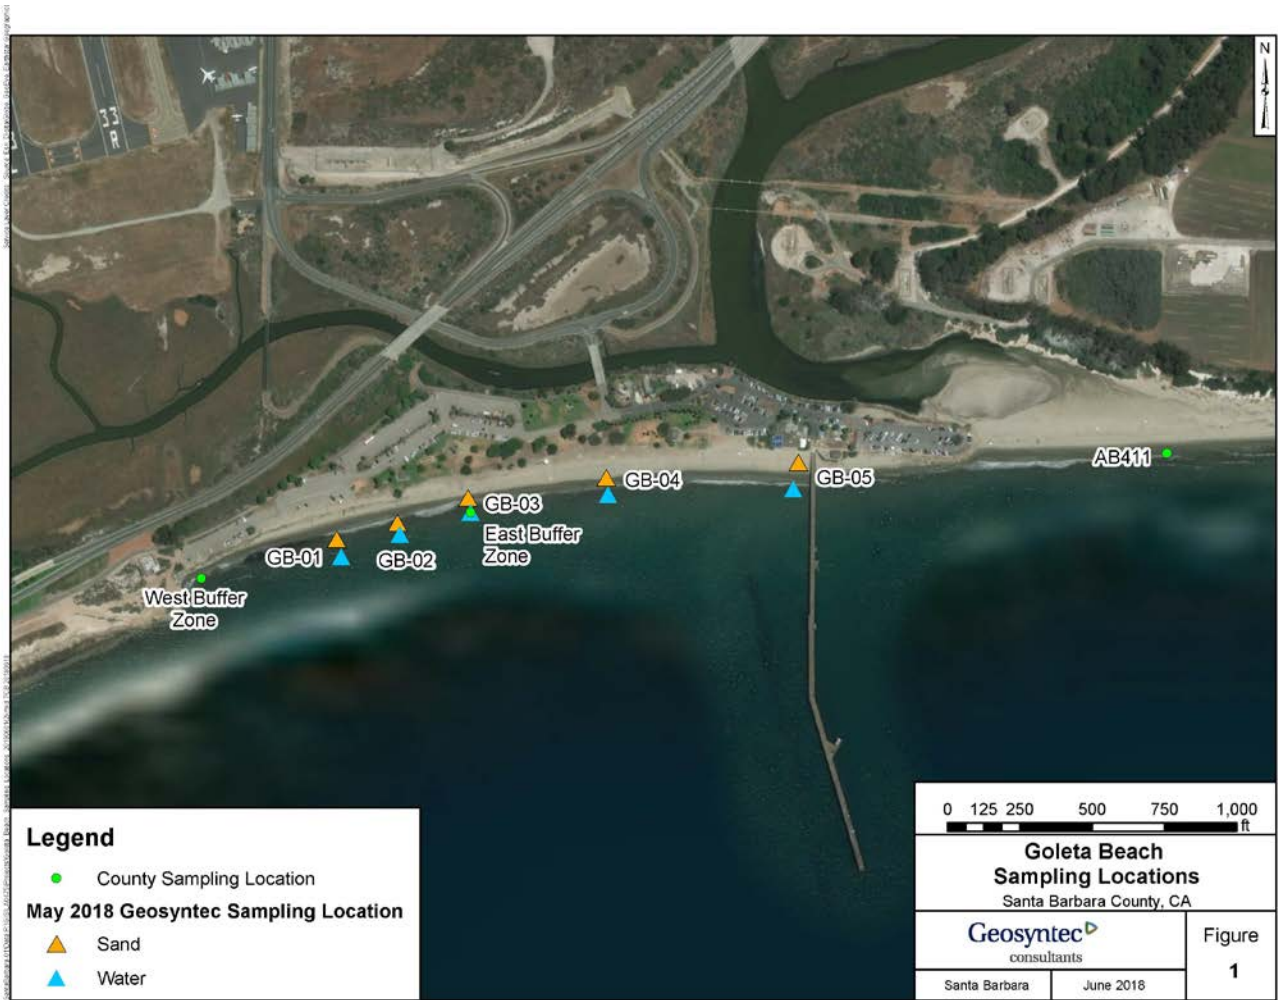 N
3R
AB411
GB-04
GB-05
GB-03
East Buffer
Zone
GB-01
GB-02
West Buffer
Zone
Legend
County Sampling Location
May 2018 Geosyntec Sampling Location
Sand
Water
0 125 250 500 750 1,000
ft
Goleta Beach
Sampling Locations
Santa Barbara County, CA
Geosyntec
consultants
Figure
1
Santa Barbara
June 2018